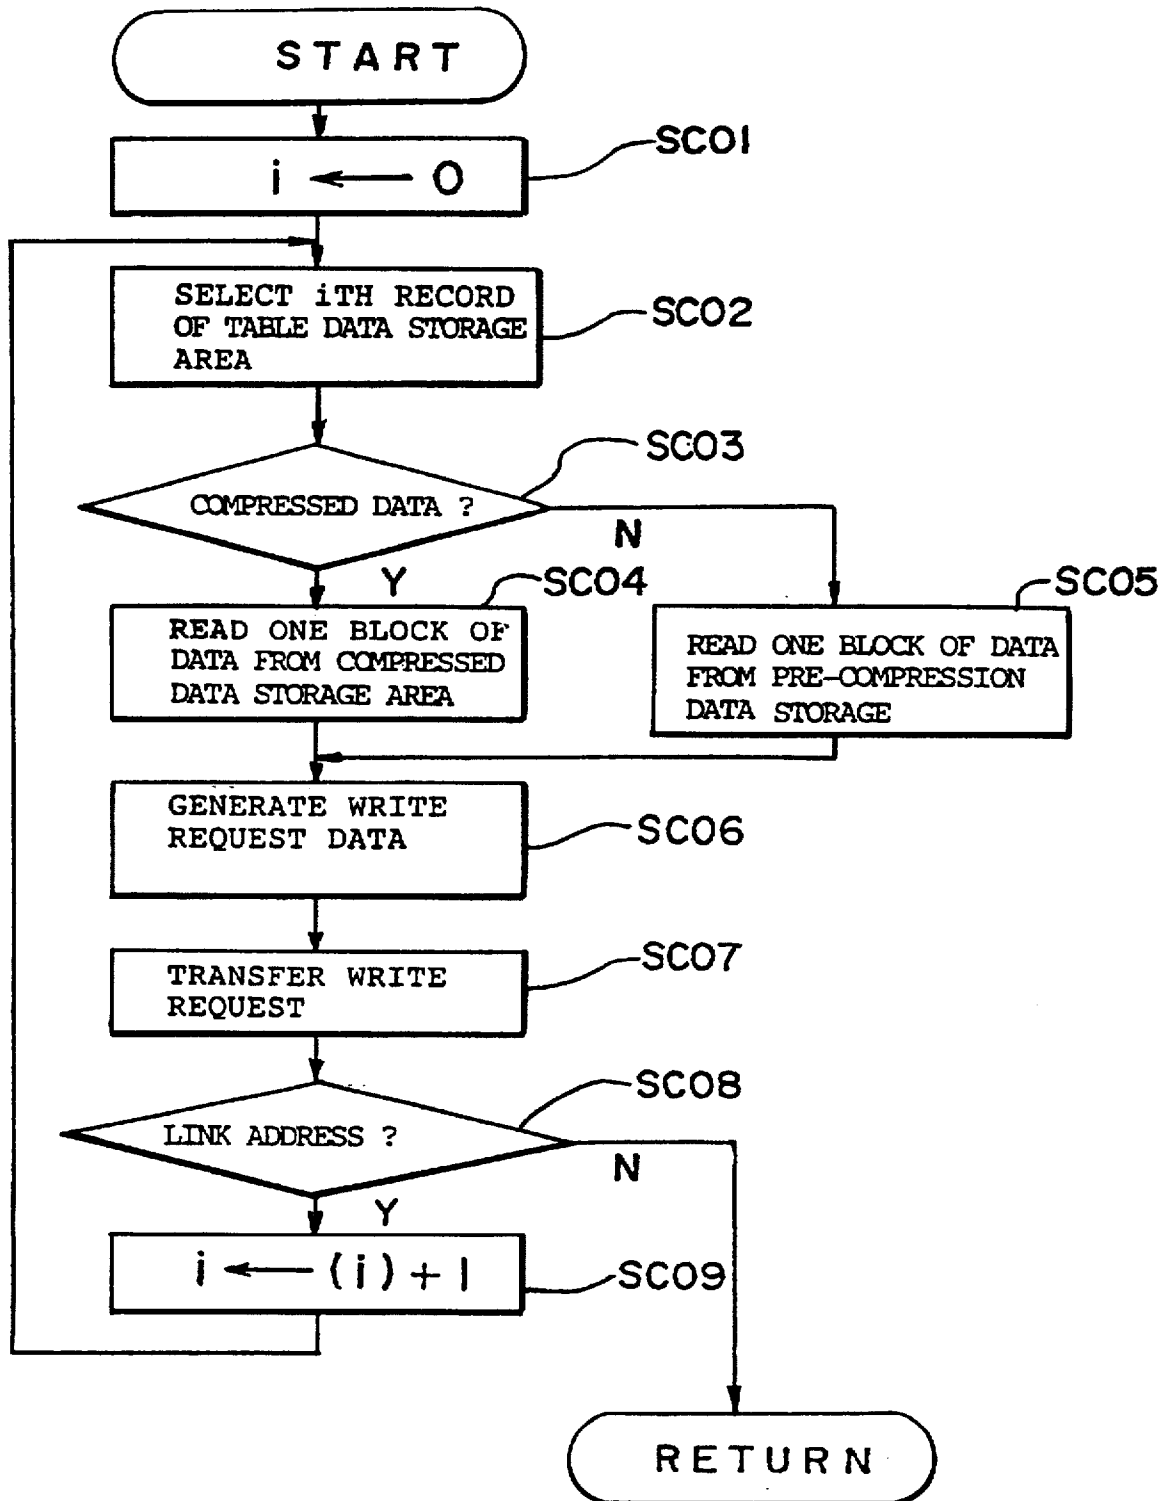 START
SC01
i ← 0
SELECT iTH RECORD
OF TABLE DATA STORAGE
AREA
SC02
SC03
COMPRESSED DATA ?
N
Y
SC04
READ ONE BLOCK OF
DATA FROM COMPRESSED
DATA STORAGE AREA
SC05
READ ONE BLOCK OF DATA
FROM PRE-COMPRESSION
DATA STORAGE
GENERATE WRITE
REQUEST DATA
SC06
TRANSFER WRITE
REQUEST
SC07
SC08
LINK ADDRESS ?
N
Y
i ← (i) + 1
SC09
RETURN